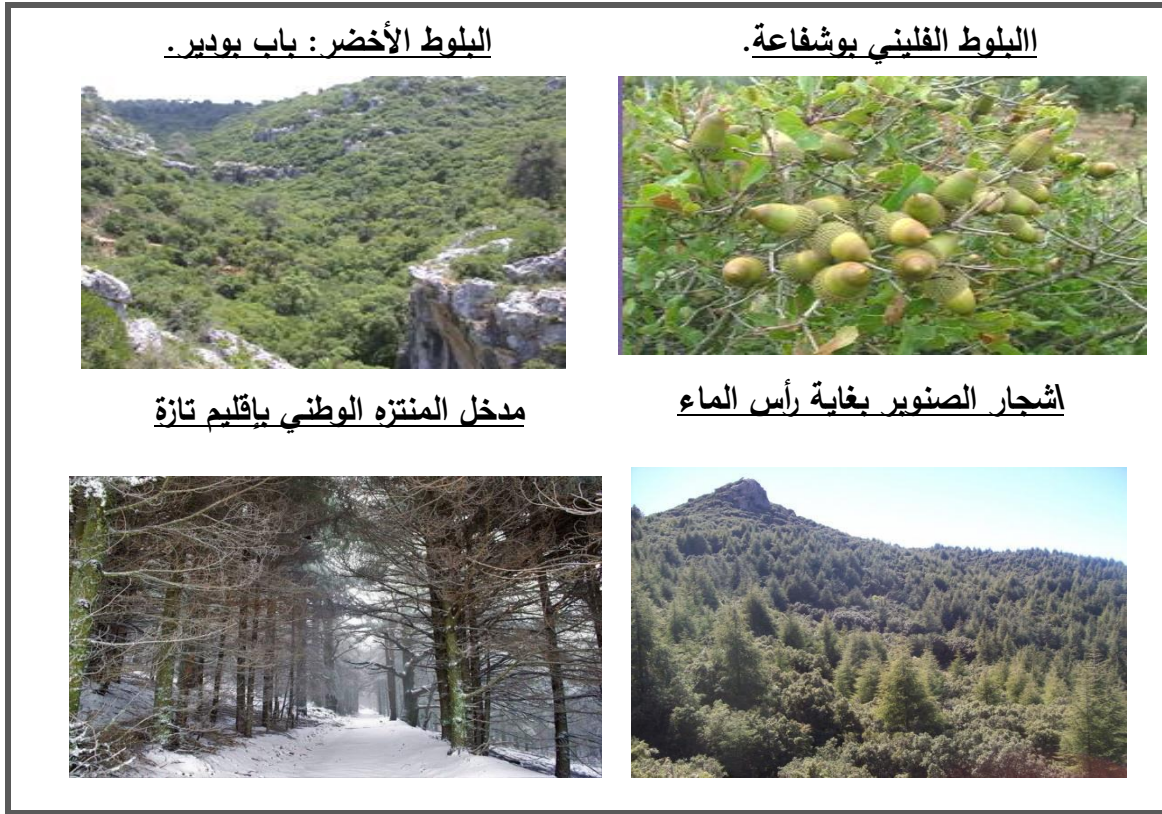 االبلوط الفليني بوشفاعة.
البلوط الأخضر: باب بودير.
اشجار الصنوبر بغاية رأس الماء
مدخل المنتزه الوطني بإقليم تازة